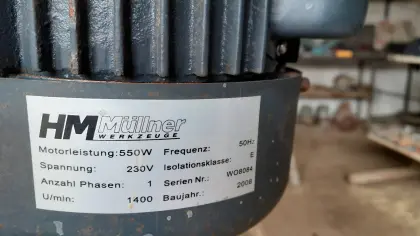 HM® Müllner
WERKZEUGE
Motorleistung: 550W Frequenz: 50Hz
Spannung: 230V Isolationsklasse: E
Anzahl Phasen: 1 Serien Nr.: WO8084
U/min: 1400 Baujahr: 2008